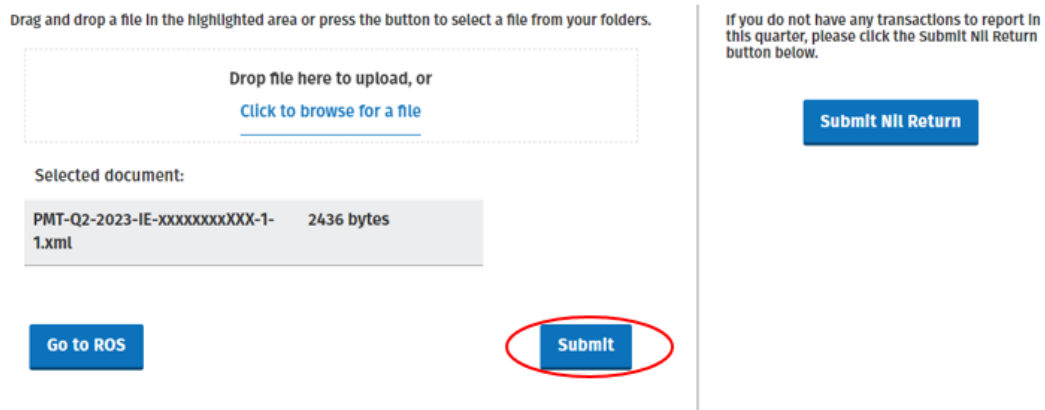 Drag and drop a file in the highlighted area or press the button to select a file from your folders.
Drop file here to upload, or
Click to browse for a file
Selected document:
PMT-Q2-2023-IE-xxxxxxxxXXX-1-
1.xml
2436 bytes
Go to ROS
Submit
If you do not have any transactions to report in
this quarter, please click the Submit Nil Return
button below.
Submit Nil Return